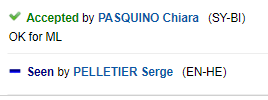 Accepted by PASQUINO Chiara (SY-BI)
OK for ML
Seen by PELLETIER Serge (EN-HE)